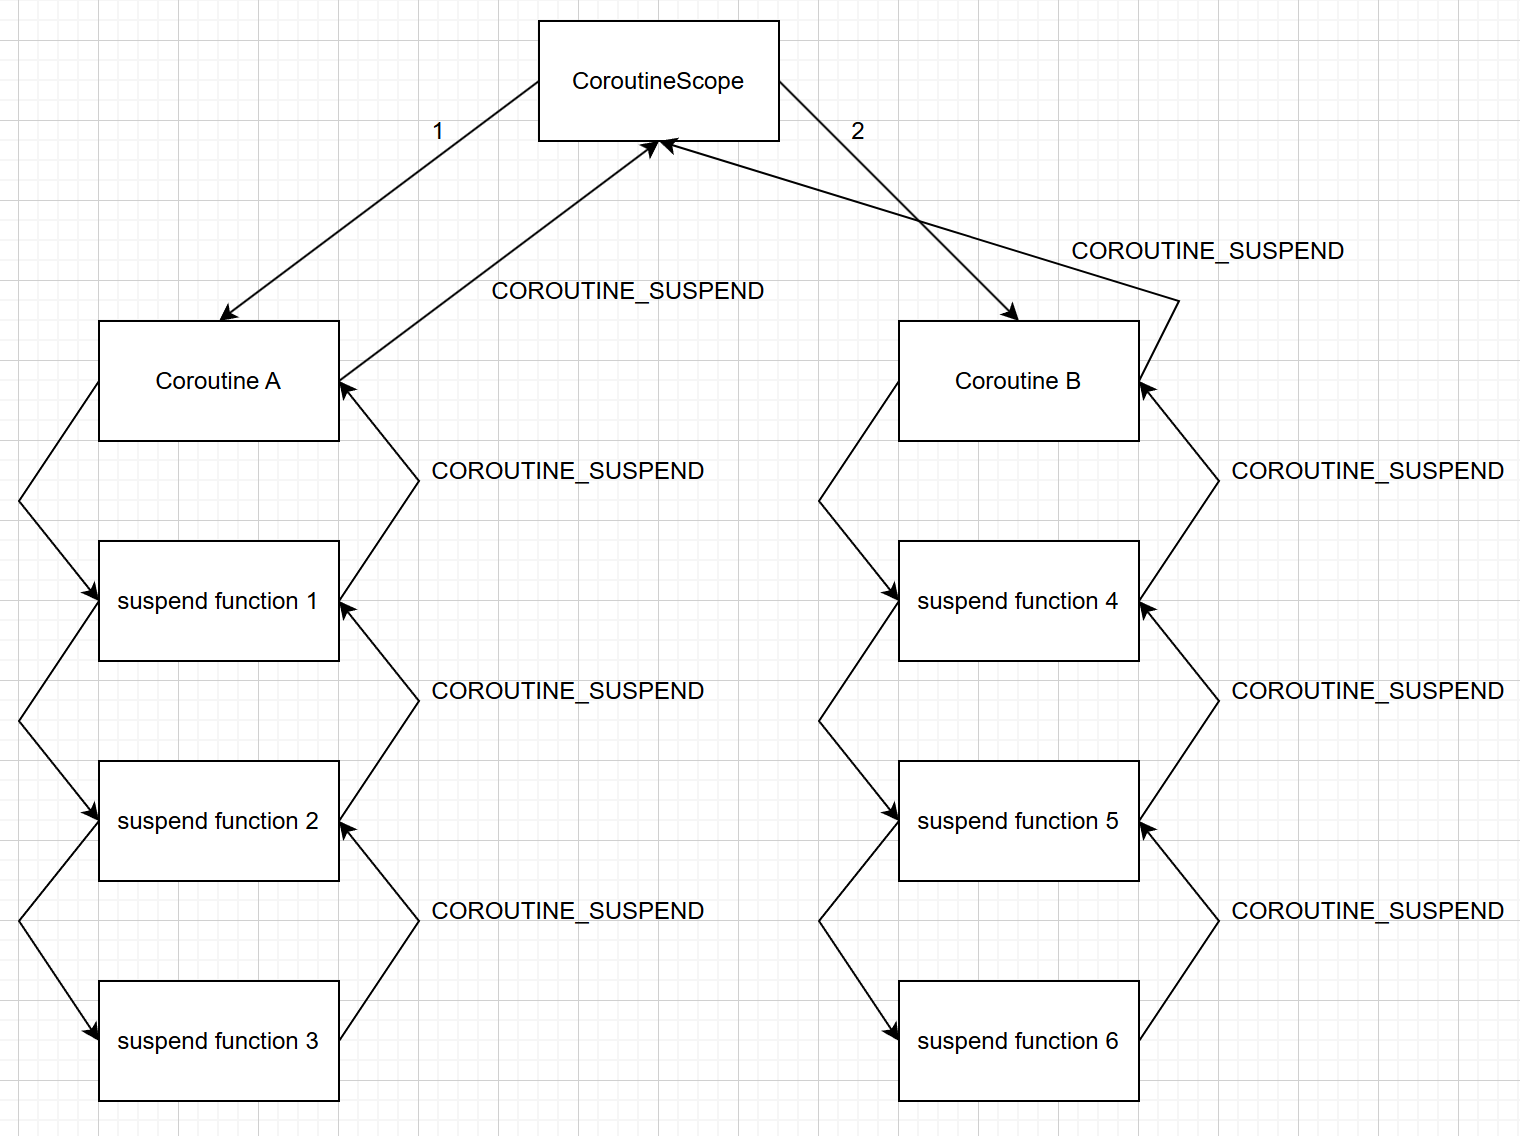 CoroutineScope
1
2
COROUTINE_SUSPEND
COROUTINE_SUSPEND
Coroutine A
Coroutine B
COROUTINE_SUSPEND
COROUTINE_SUSPEND
suspend function 1
suspend function 4
COROUTINE_SUSPEND
COROUTINE_SUSPEND
suspend function 2
suspend function 5
COROUTINE_SUSPEND
COROUTINE_SUSPEND
suspend function 3
suspend function 6